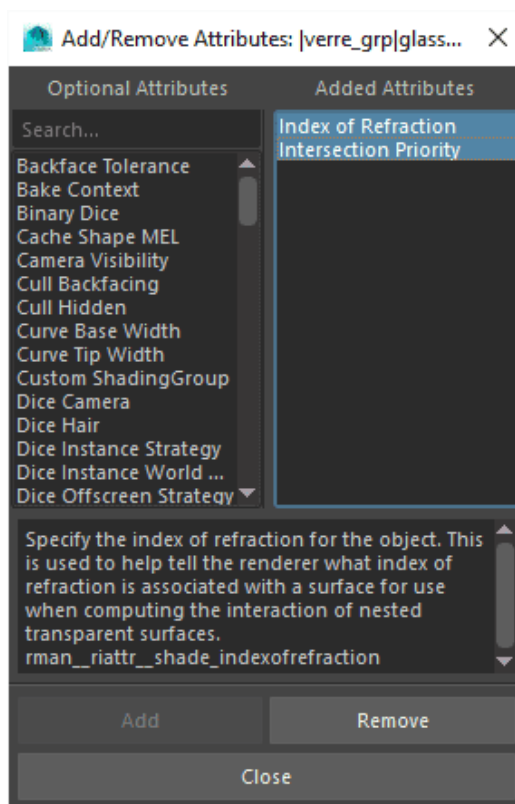 Add/Remove Attributes: |verre_grp|glass...
Optional Attributes
Added Attributes
Search...
Backface Tolerance
Bake Context
Binary Dice
Cache Shape MEL
Camera Visibility
Cull Backfacing
Cull Hidden
Curve Base Width
Curve Tip Width
Custom ShadingGroup
Dice Camera
Dice Hair
Dice Instance Strategy
Dice Instance World ...
Dice Offscreen Strategy
Index of Refraction
Intersection Priority
Specify the index of refraction for the object. This
is used to help tell the renderer what index of
refraction is associated with a surface for use
when computing the interaction of nested
transparent surfaces.
rman__riattr__shade_indexofrefraction
Add
Remove
Close